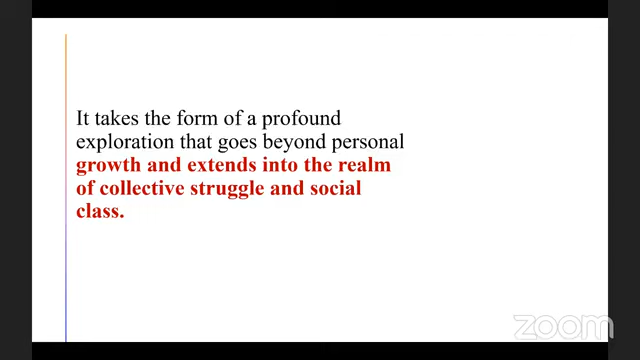 It takes the form of a profound
exploration that goes beyond personal
growth and extends into the realm
of collective struggle and social
class.
zoom